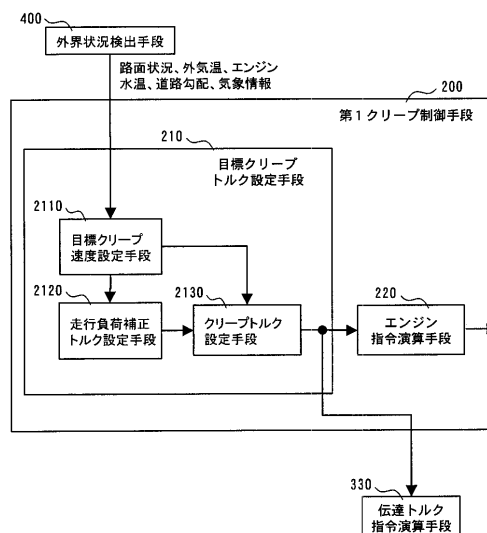 400
外界状況検出手段
路面状況、外気温、エンジン
水温、道路勾配、気象情報
200
第１クリープ制御手段
210
目標クリープ
トルク設定手段
2110
目標クリープ
速度設定手段
2120
走行負荷補正
トルク設定手段
2130
クリープトルク
設定手段
220
エンジン
指令演算手段
330
伝達トルク
指令演算手段